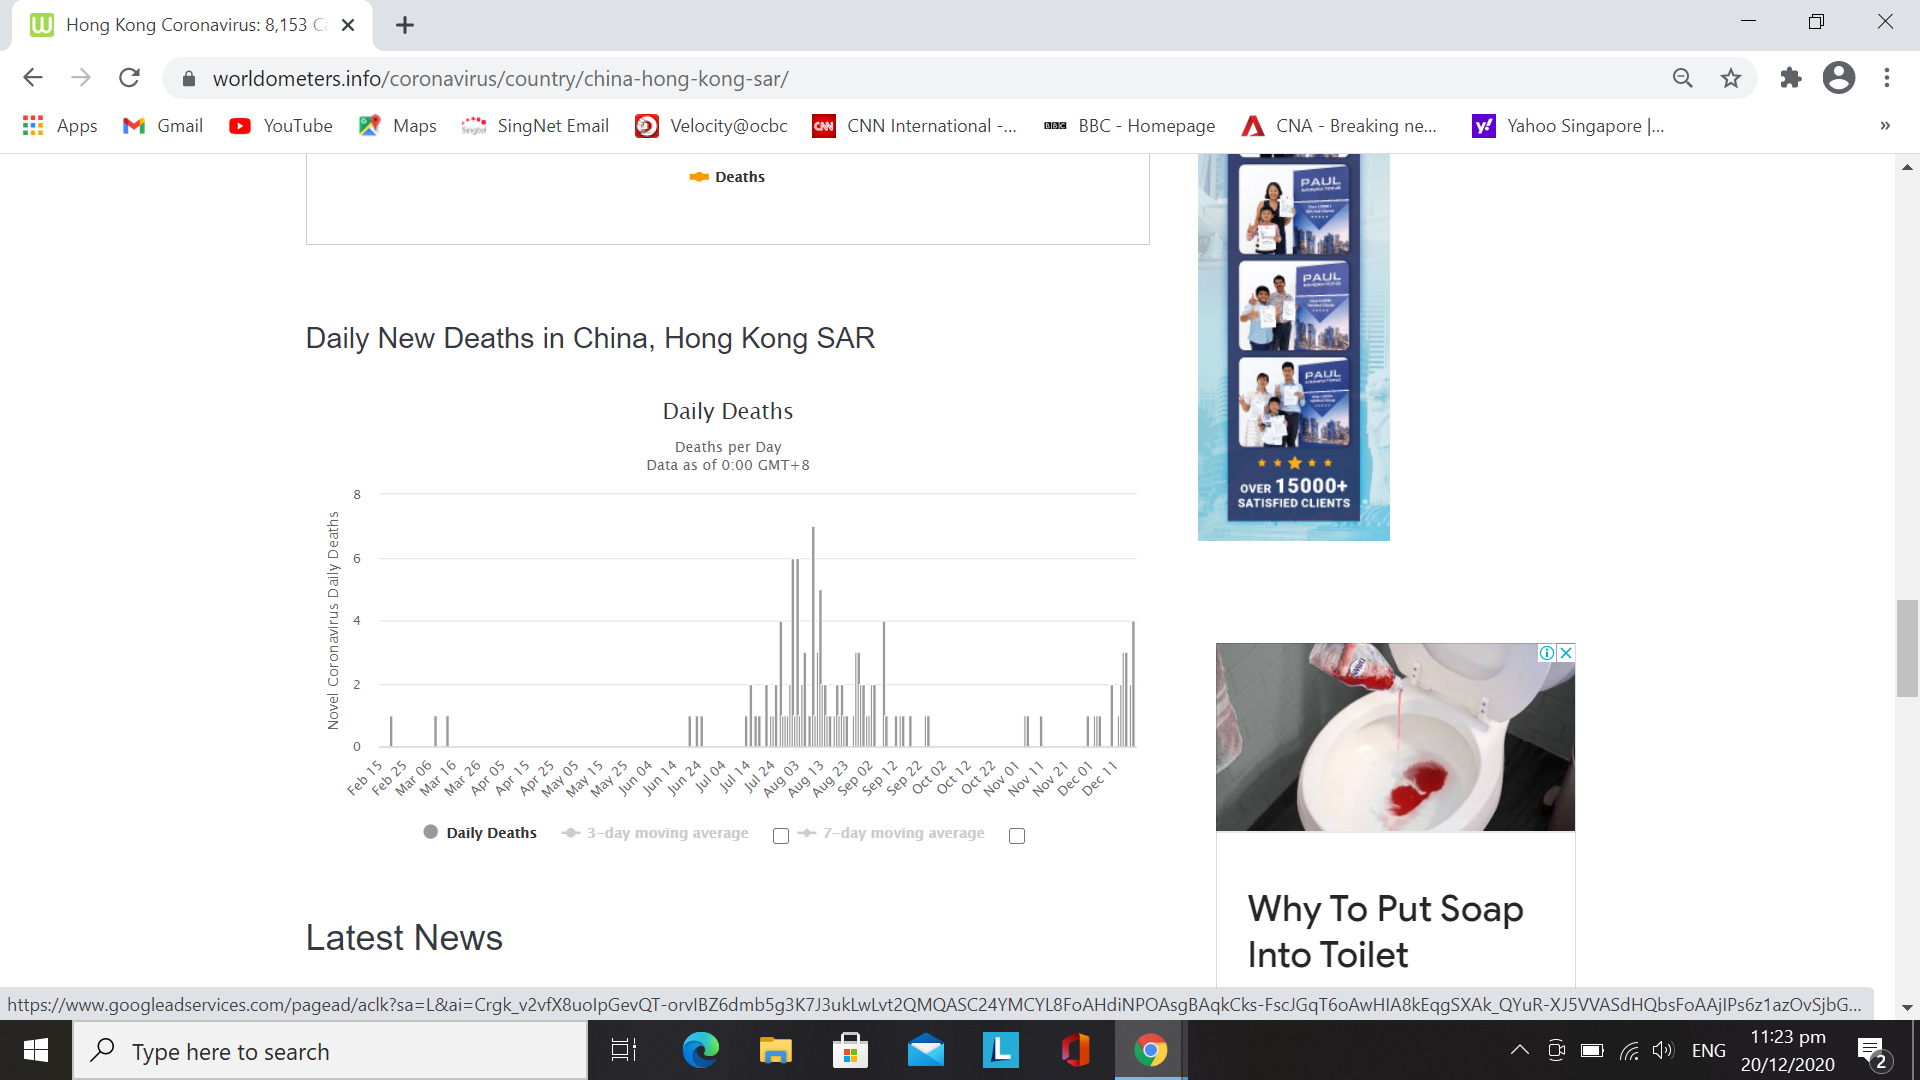 Hong Kong Coronavirus: 8,153 Ca
worldometers.info/coronavirus/country/china-hong-kong-sar/
Apps
Gmail
YouTube
Maps
SingNet Email
Velocity@ocbc
CNN International -...
BBC - Homepage
CNA - Breaking ne...
Yahoo Singapore |...
»
Deaths
PAUL
PAUL
PAUL
OVER 15000+
SATISFIED CLIENTS
Daily New Deaths in China, Hong Kong SAR
Daily Deaths
Deaths per Day
Data as of 0:00 GMT+8
Novel Coronavirus Daily Deaths
8
6
4
2
0
Feb 15
Feb 25
Mar 06
Mar 16
Mar 26
Apr 05
Apr 15
Apr 25
May 05
May 15
May 25
Jun 04
Jun 14
Jun 24
Jul 04
Jul 14
Jul 24
Aug 03
Aug 13
Aug 23
Sep 02
Sep 12
Sep 22
Oct 02
Oct 12
Oct 22
Nov 01
Nov 11
Nov 21
Dec 01
Dec 11
Daily Deaths
3-day moving average
7-day moving average
Latest News
Why To Put Soap
Into Toilet
Type here to search
ENG
11:23 pm
20/12/2020
2